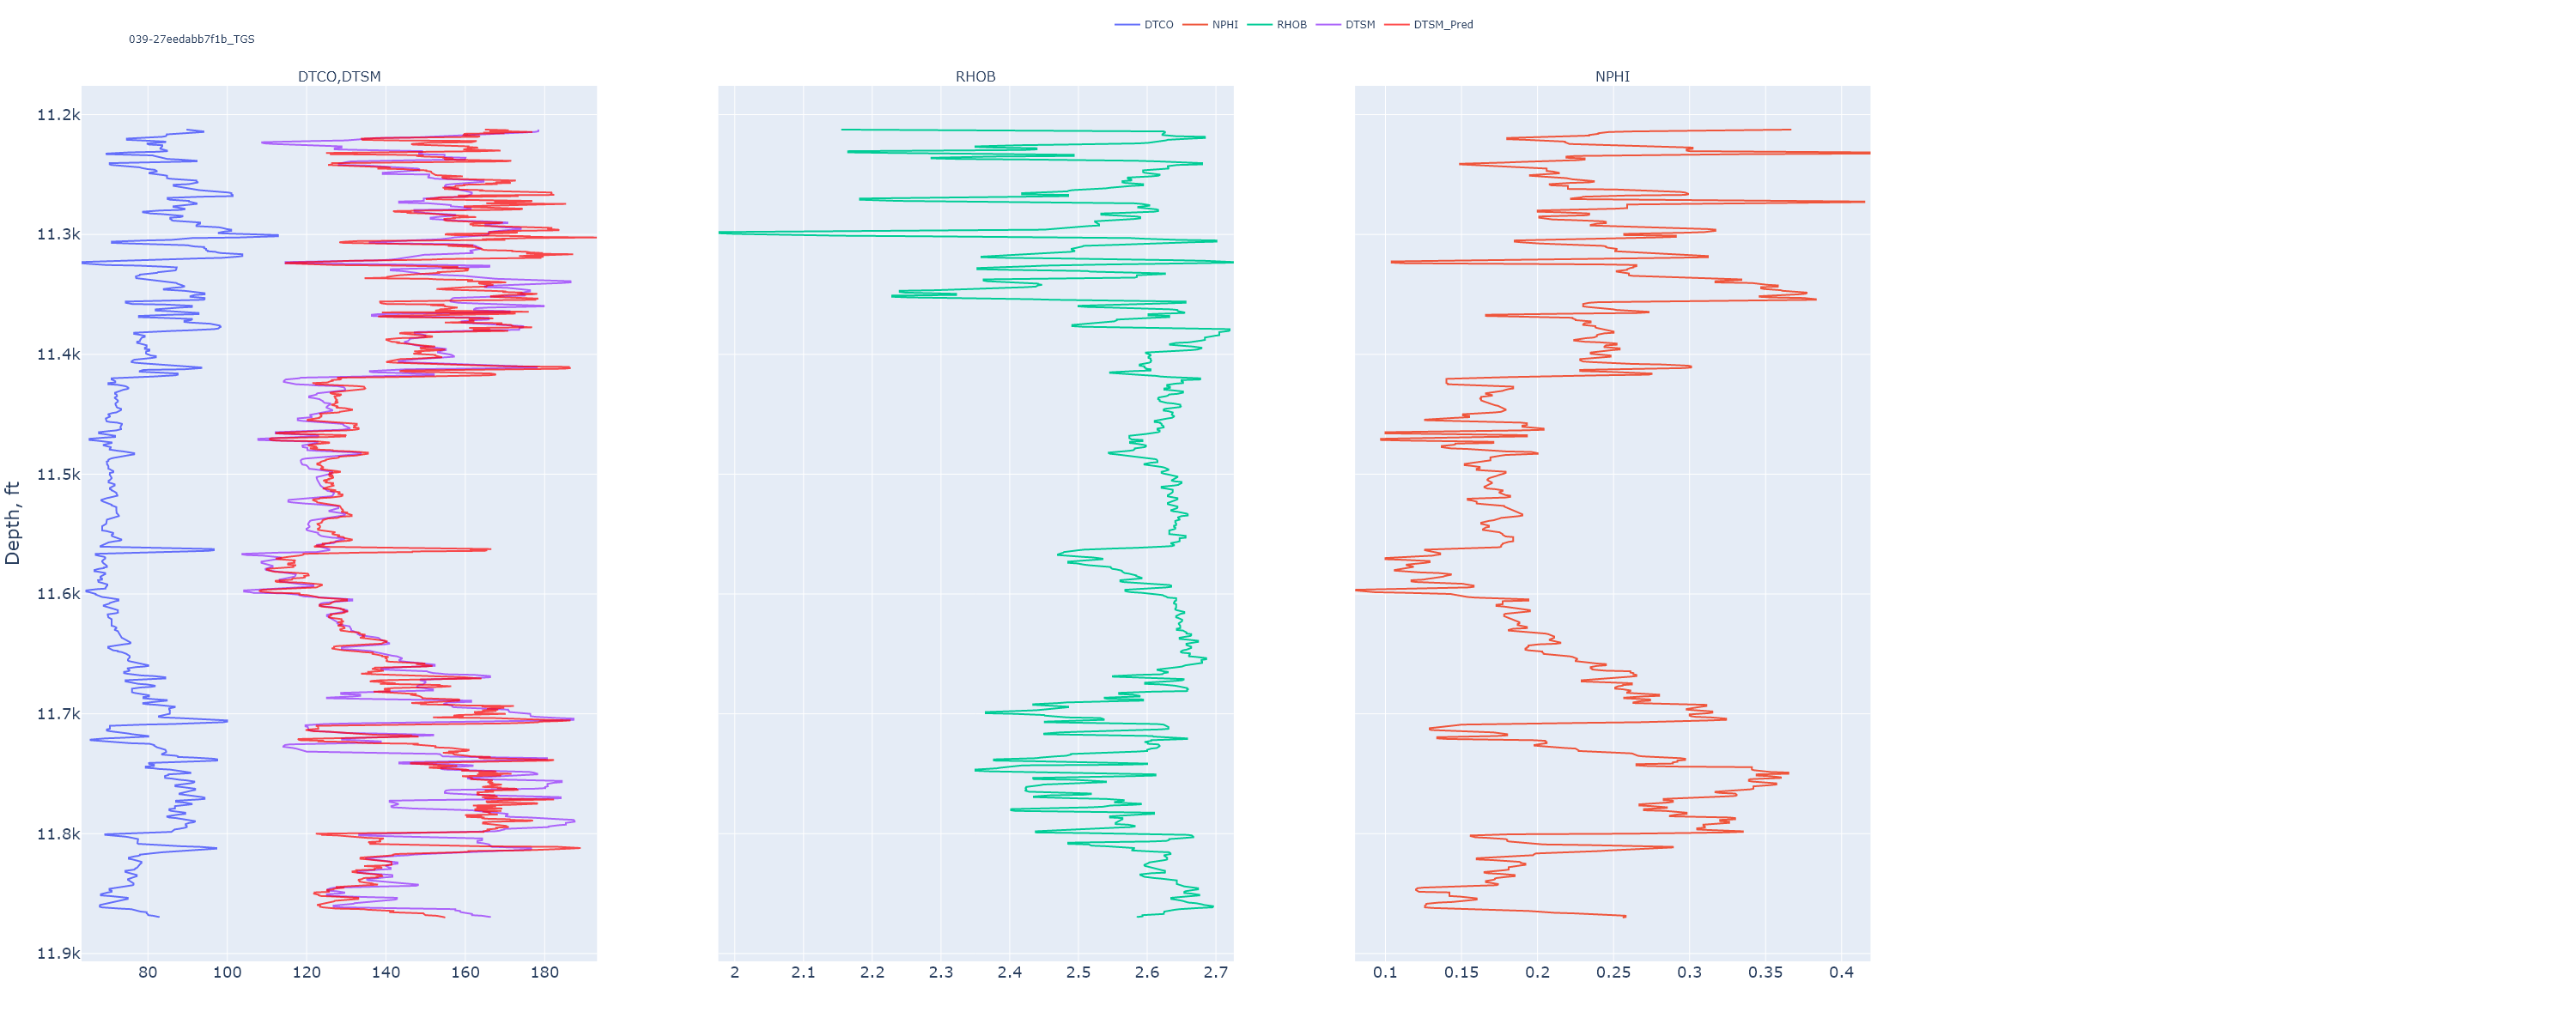 DTCO NPHI RHOB DTSM DTSM_Pred
039-27eedabb7f1b_TGS
DTCO,DTSM RHOB NPHI
Depth, ft
11.2k
11.3k
11.4k
11.5k
11.6k
11.7k
11.8k
11.9k
80 100 120 140 160 180
2 2.1 2.2 2.3 2.4 2.5 2.6 2.7
0.1 0.15 0.2 0.25 0.3 0.35 0.4